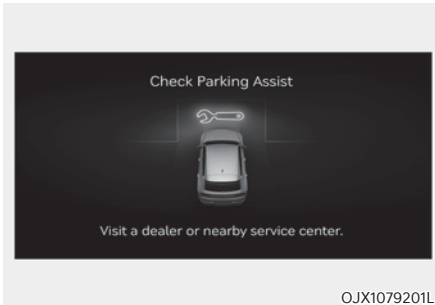 Check Parking Assist
Visit a dealer or nearby service center.
OJX1079201L